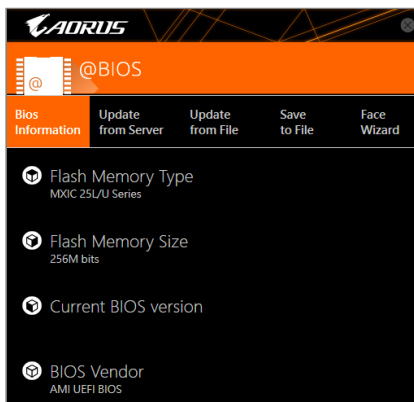 AORUS
@
@BIOS
Bios
Information
Update
from Server
Update
from File
Save
to File
Face
Wizard
Flash Memory Type
MXIC 25L/U Series
Flash Memory Size
256M bits
Current BIOS version
BIOS Vendor
AMI UEFI BIOS